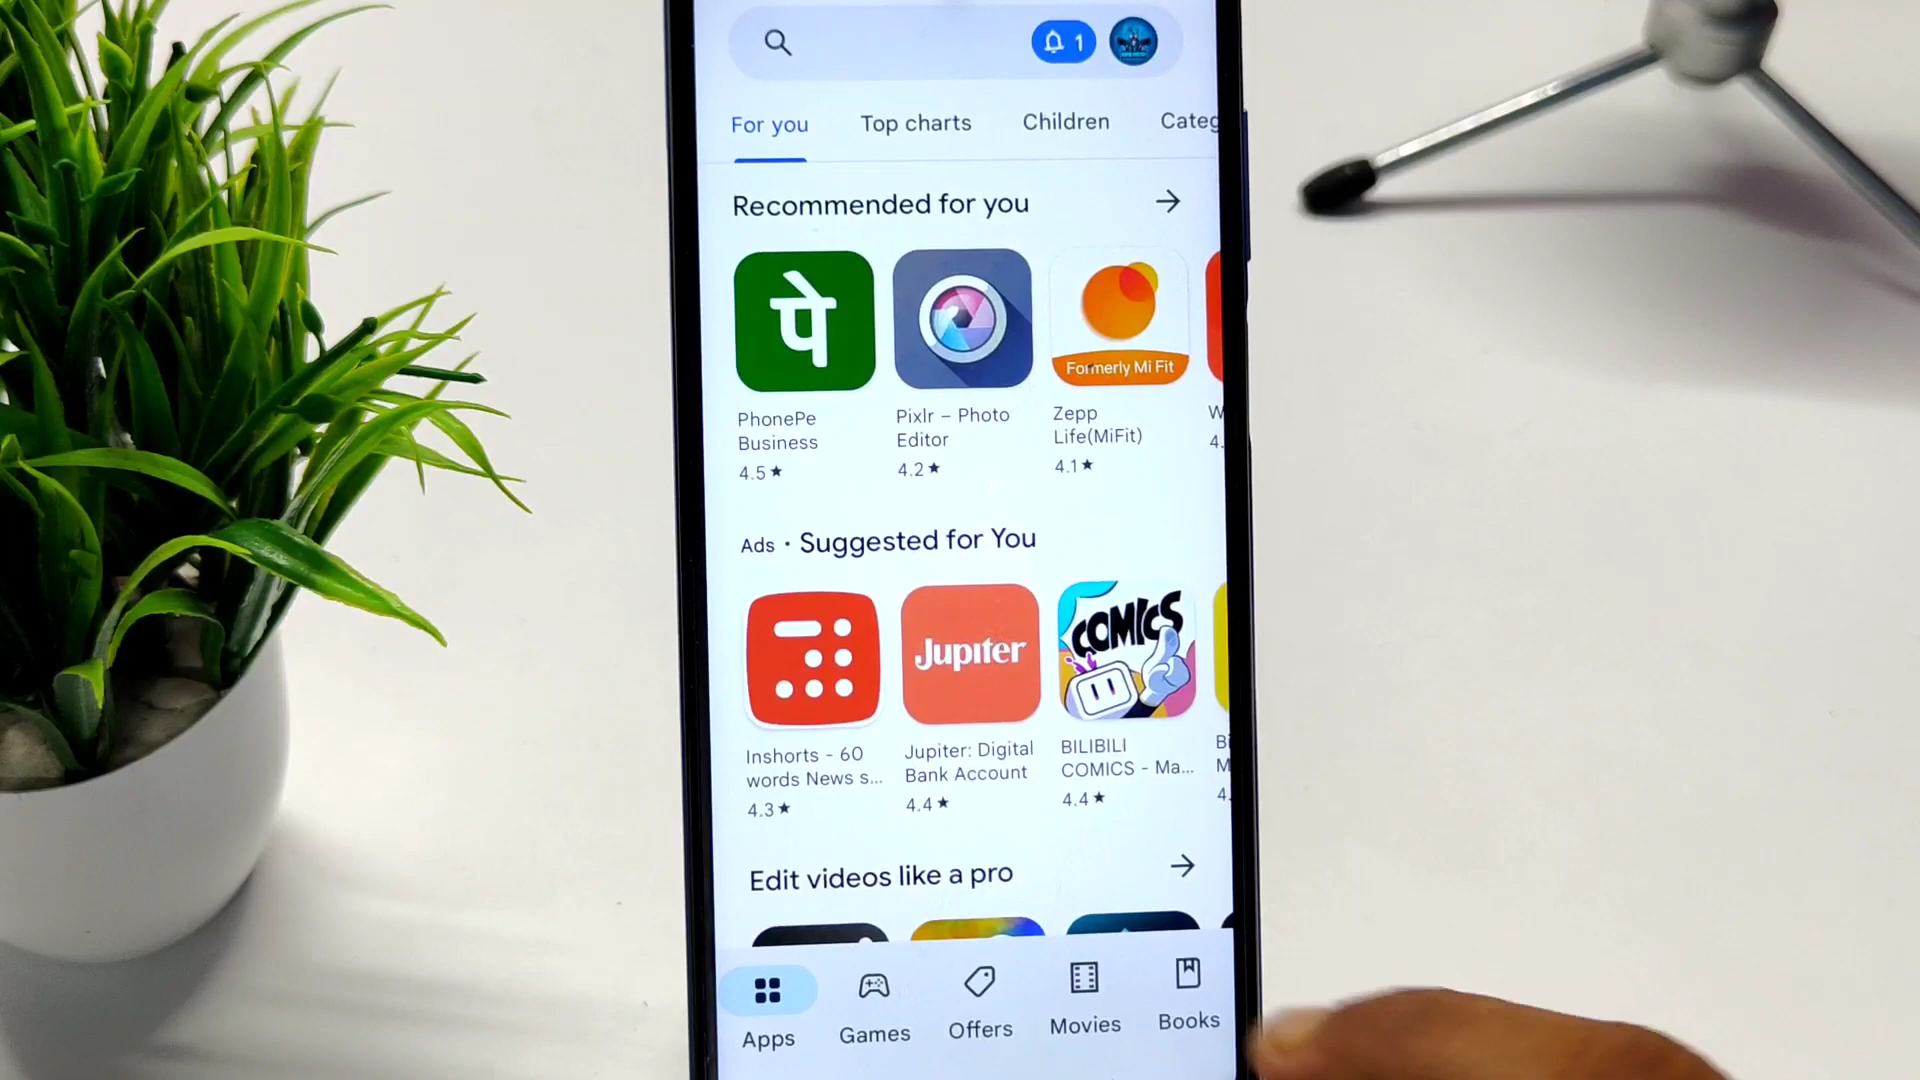 1
For you Top charts Children Categ
Recommended for you
पे
Formerly Mi Fit
PhonePe Business
4.5★
Pixlr – Photo Editor
4.2★
Zepp Life(MiFit)
4.1★
W
4.
Ads • Suggested for You
Jupiter
COMICS
Inshorts - 60 words News s...
4.3★
Jupiter: Digital Bank Account
4.4★
BILIBILI COMICS - Ma...
4.4★
Bi
M
4.
Edit videos like a pro
Apps Games Offers Movies Books